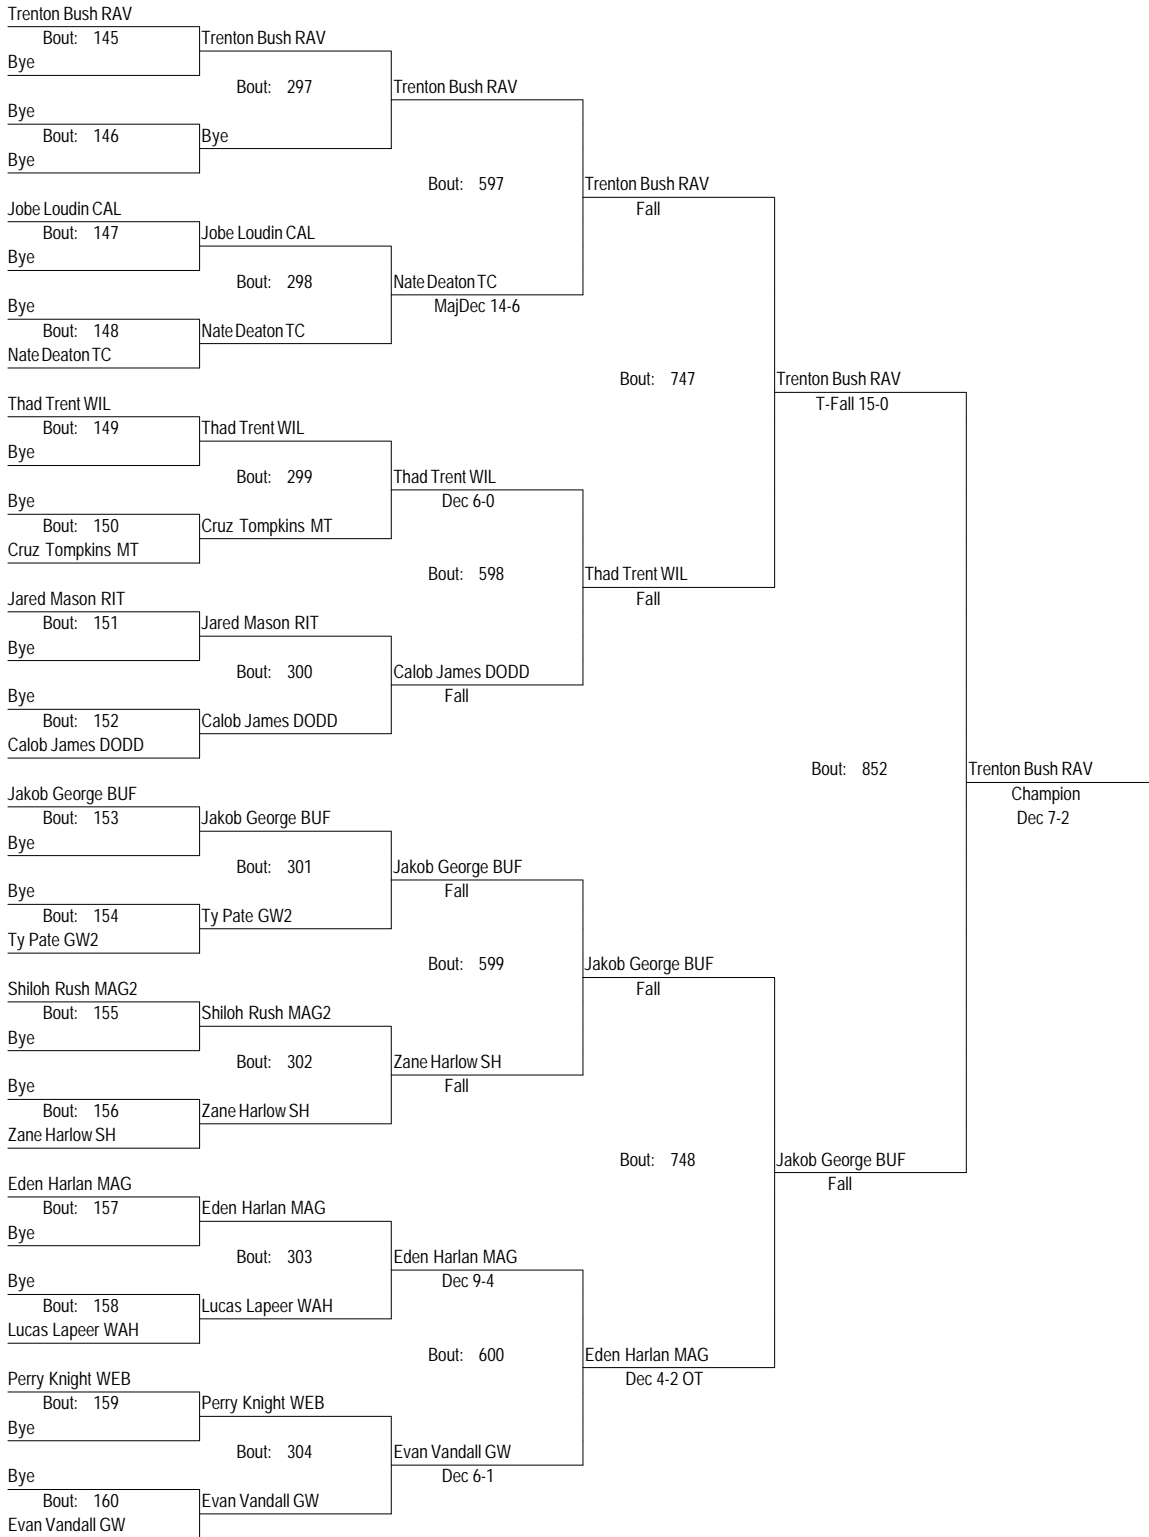 Trenton Bush RAV
Bout: 145
Trenton Bush RAV
Bye
Bout: 297
Trenton Bush RAV
Bye
Bout: 146
Bye
Bye
Bout: 597
Trenton Bush RAV
Fall
Jobe Loudin CAL
Bout: 147
Jobe Loudin CAL
Bye
Bout: 298
Nate Deaton TC
MajDec 14-6
Bye
Bout: 148
Nate Deaton TC
Nate Deaton TC
Bout: 747
Trenton Bush RAV
T-Fall 15-0
Thad Trent WIL
Bout: 149
Thad Trent WIL
Bye
Bout: 299
Thad Trent WIL
Dec 6-0
Bye
Bout: 150
Cruz Tompkins MT
Cruz Tompkins MT
Bout: 598
Thad Trent WIL
Fall
Jared Mason RIT
Bout: 151
Jared Mason RIT
Bye
Bout: 300
Calob James DODD
Fall
Bye
Bout: 152
Calob James DODD
Calob James DODD
Bout: 852
Trenton Bush RAV
Champion
Dec 7-2
Jakob George BUF
Bout: 153
Jakob George BUF
Bye
Bout: 301
Jakob George BUF
Fall
Bye
Bout: 154
Ty Pate GW2
Ty Pate GW2
Bout: 599
Jakob George BUF
Fall
Shiloh Rush MAG2
Bout: 155
Shiloh Rush MAG2
Bye
Bout: 302
Zane Harlow SH
Fall
Bye
Bout: 156
Zane Harlow SH
Zane Harlow SH
Bout: 748
Jakob George BUF
Fall
Eden Harlan MAG
Bout: 157
Eden Harlan MAG
Bye
Bout: 303
Eden Harlan MAG
Dec 9-4
Bye
Bout: 158
Lucas Lapeer WAH
Lucas Lapeer WAH
Bout: 600
Eden Harlan MAG
Dec 4-2 OT
Perry Knight WEB
Bout: 159
Perry Knight WEB
Bye
Bout: 304
Evan Vandall GW
Dec 6-1
Bye
Bout: 160
Evan Vandall GW
Evan Vandall GW